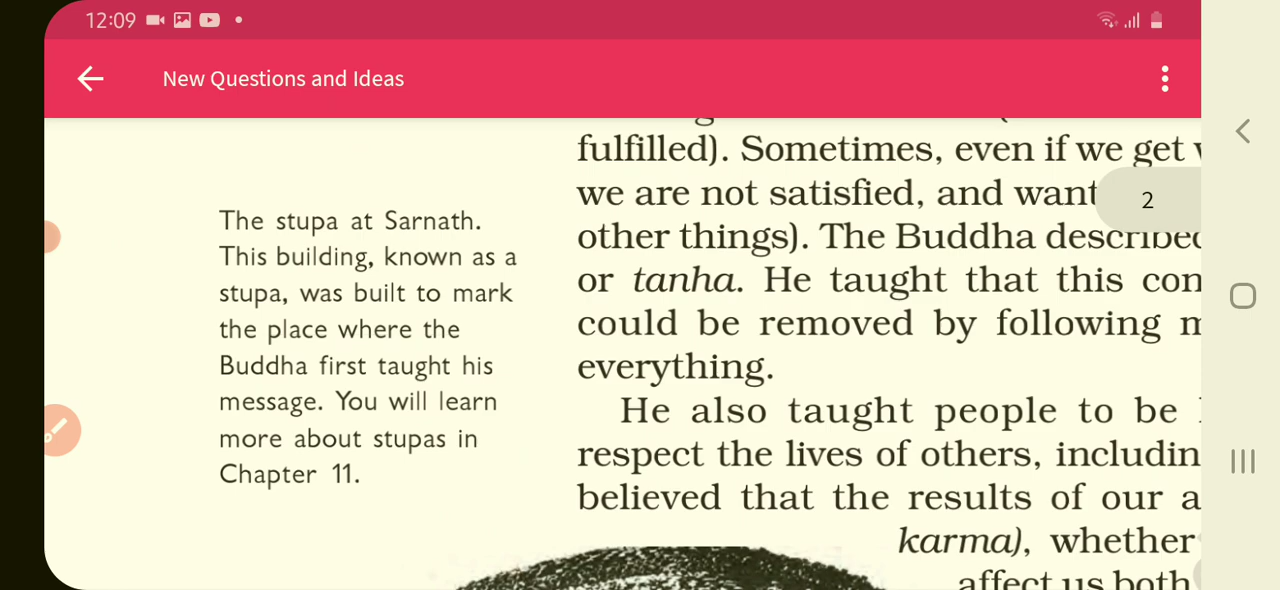 12:09
New Questions and Ideas
2
The stupa at Sarnath.
This building, known as a
stupa, was built to mark
the place where the
Buddha first taught his
message. You will learn
more about stupas in
Chapter 11.
fulfilled). Sometimes, even if we get
we are not satisfied, and want
other things). The Buddha described
or tanha. He taught that this con
could be removed by following m
everything.
He also taught people to be
respect the lives of others, includin
believed that the results of our a
karma), whether
affect us both